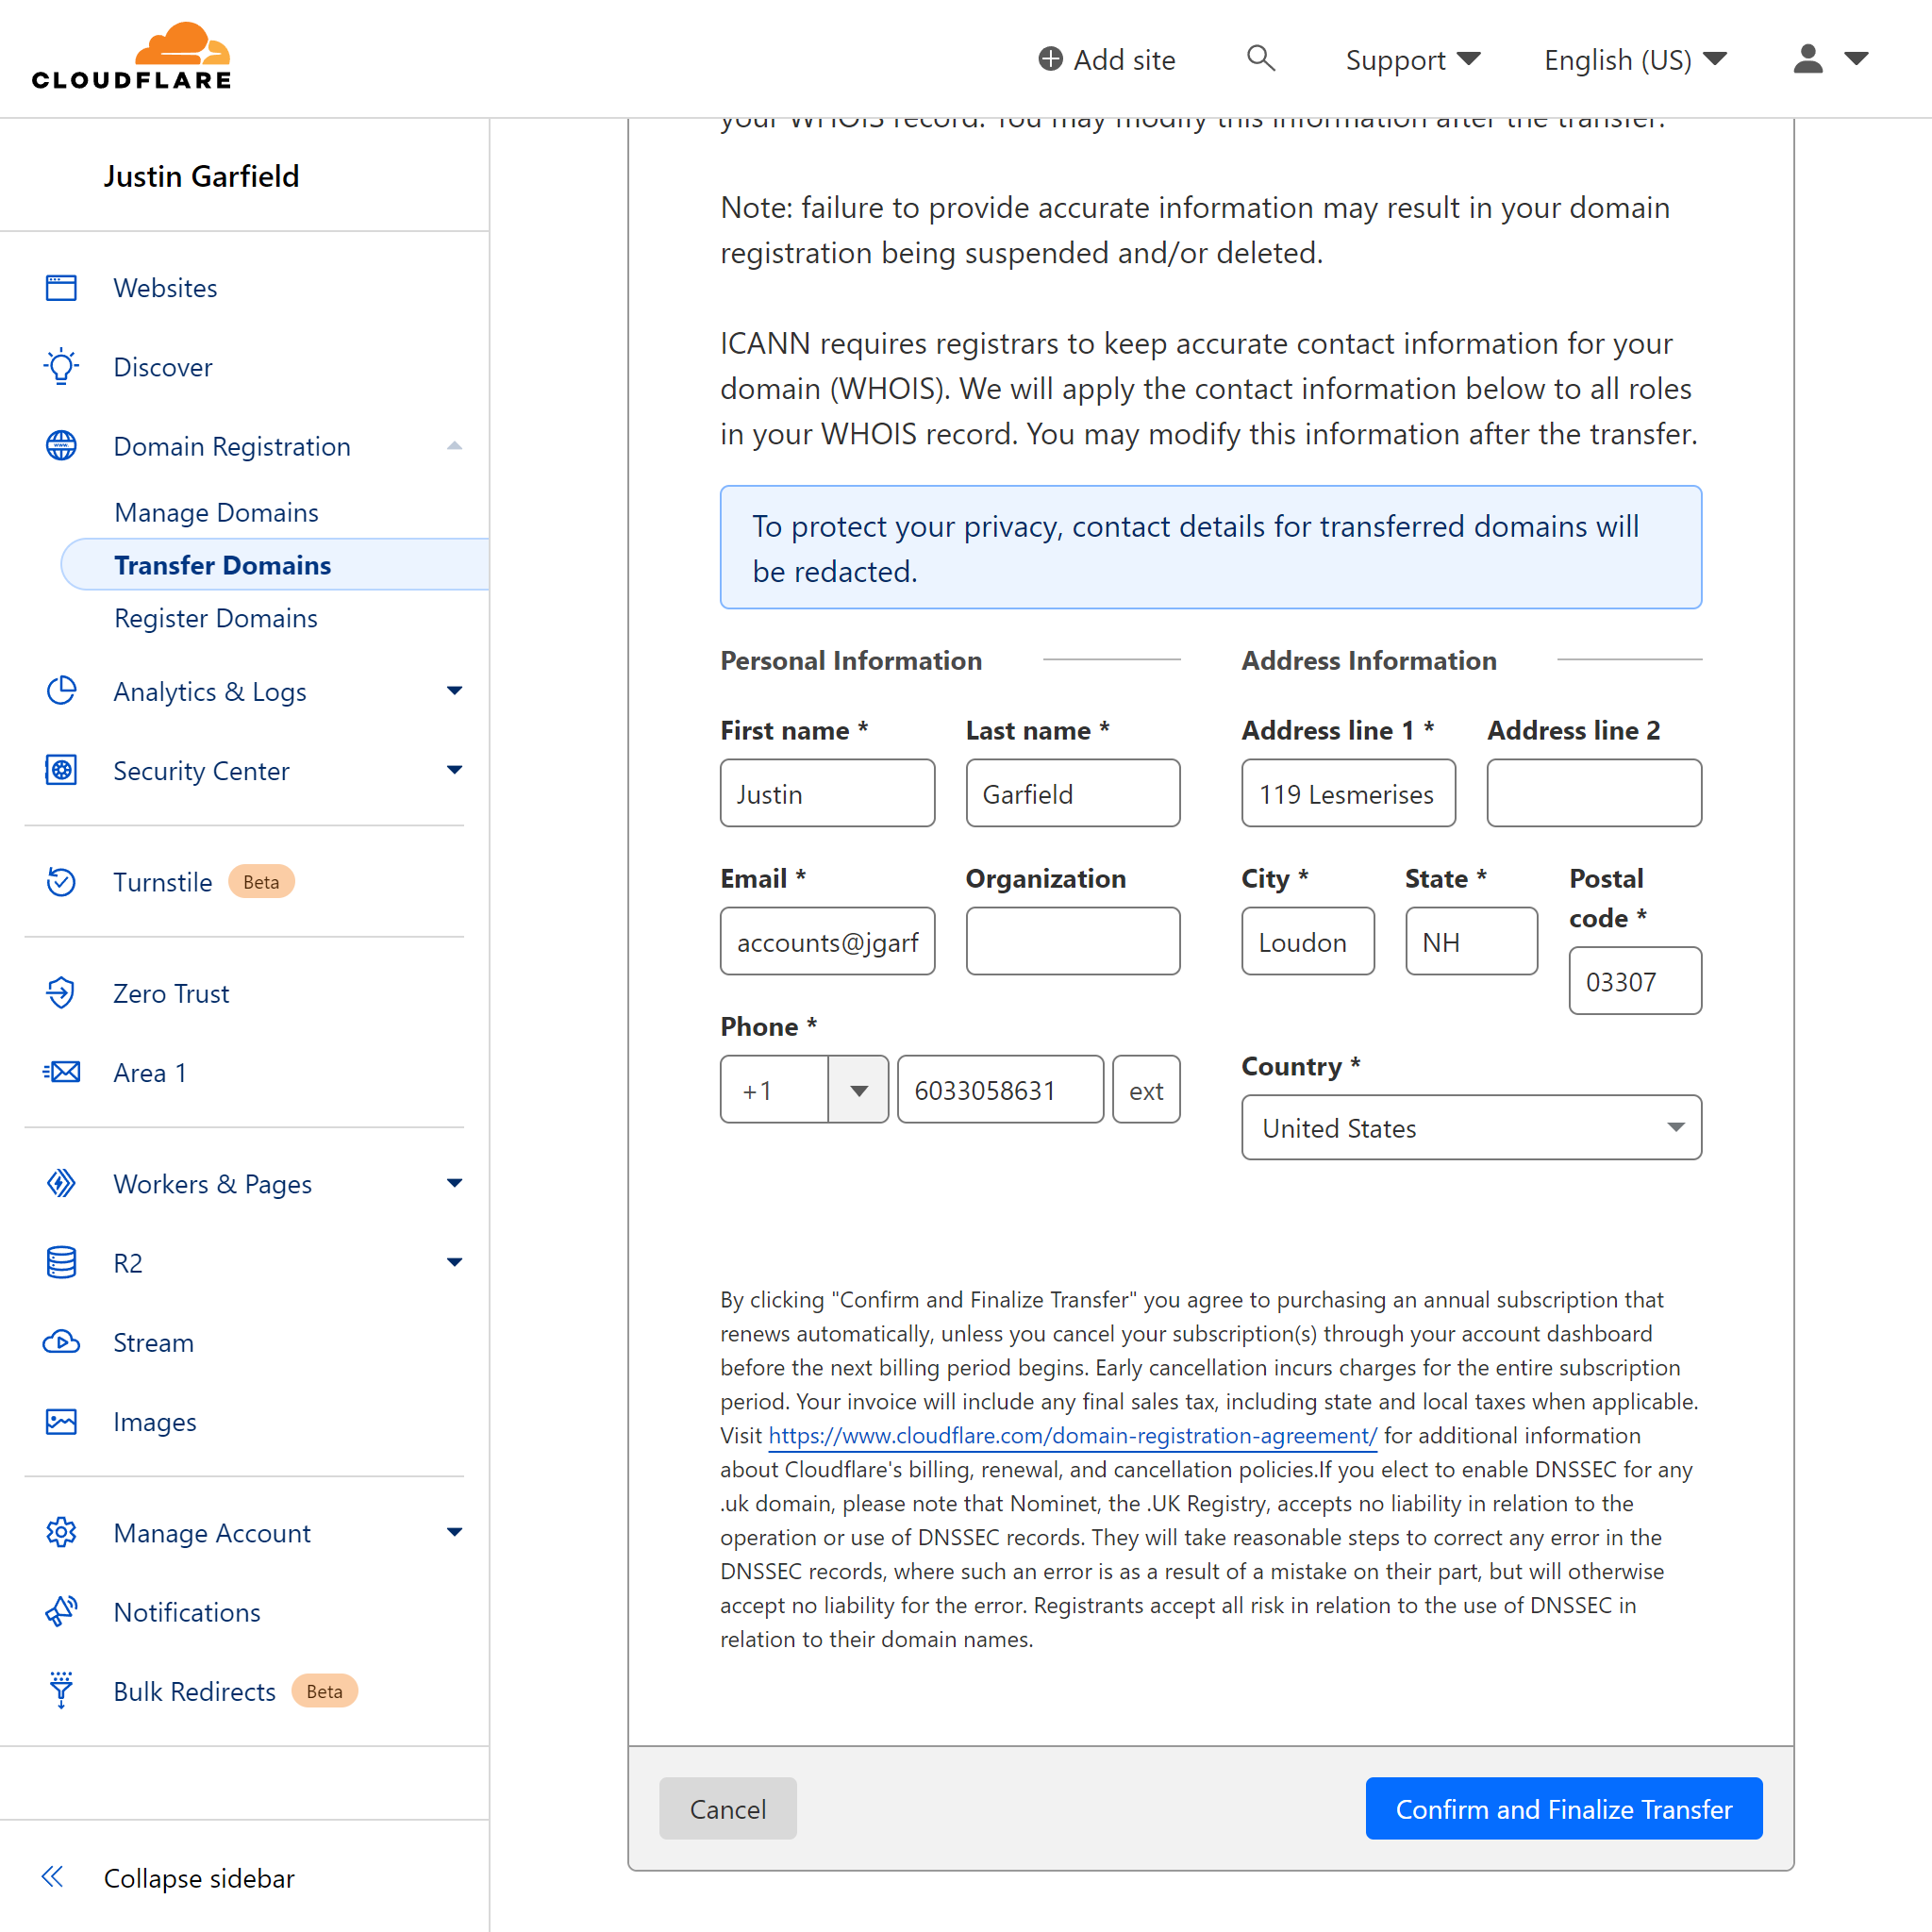 CLOUDFLARE
Add site
Support
English (US)
Justin Garfield
Websites
Discover
Domain Registration
Manage Domains
Transfer Domains
Register Domains
Analytics & Logs
Security Center
Turnstile Beta
Zero Trust
Area 1
Workers & Pages
R2
Stream
Images
Manage Account
Notifications
Bulk Redirects Beta
Collapse sidebar
your WHOIS record. You may modify this information after the transfer.
Note: failure to provide accurate information may result in your domain
registration being suspended and/or deleted.
ICANN requires registrars to keep accurate contact information for your
domain (WHOIS). We will apply the contact information below to all roles
in your WHOIS record. You may modify this information after the transfer.
To protect your privacy, contact details for transferred domains will
be redacted.
Personal Information
First name * Last name *
Justin Garfield
Email * Organization
accounts@jgarf
Phone *
+1 6033058631 ext
Address Information
Address line 1 * Address line 2
119 Lesmerises
City * State * Postal
code *
Loudon NH
03307
Country *
United States
By clicking "Confirm and Finalize Transfer" you agree to purchasing an annual subscription that
renews automatically, unless you cancel your subscription(s) through your account dashboard
before the next billing period begins. Early cancellation incurs charges for the entire subscription
period. Your invoice will include any final sales tax, including state and local taxes when applicable.
Visit https://www.cloudflare.com/domain-registration-agreement/ for additional information
about Cloudflare's billing, renewal, and cancellation policies.If you elect to enable DNSSEC for any
.uk domain, please note that Nominet, the .UK Registry, accepts no liability in relation to the
operation or use of DNSSEC records. They will take reasonable steps to correct any error in the
DNSSEC records, where such an error is as a result of a mistake on their part, but will otherwise
accept no liability for the error. Registrants accept all risk in relation to the use of DNSSEC in
relation to their domain names.
Cancel
Confirm and Finalize Transfer